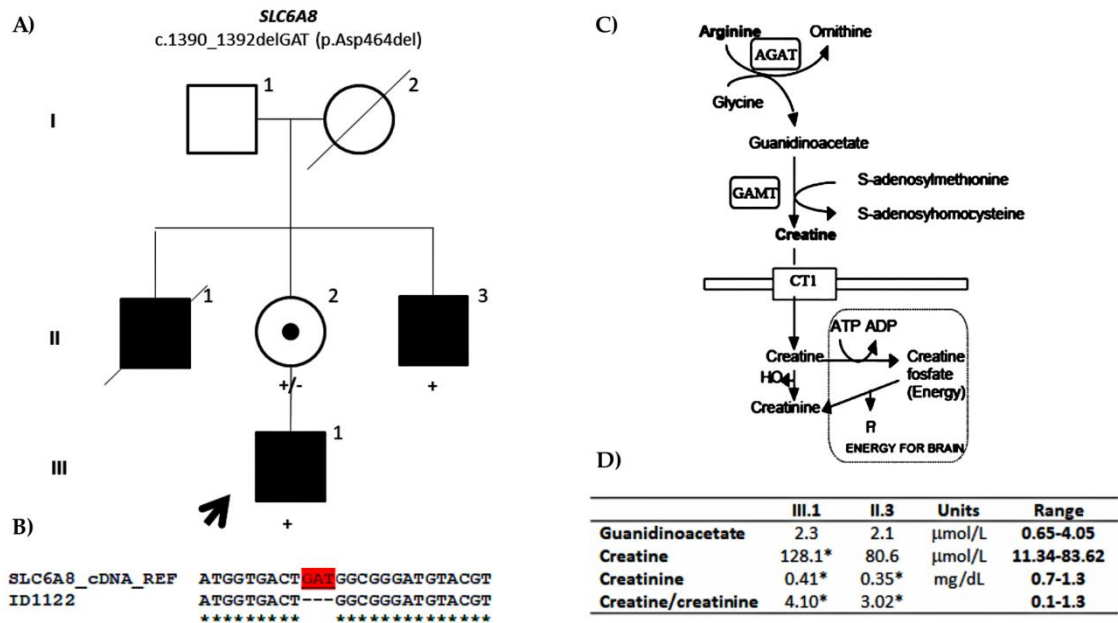 A)
SLC6A8
c.1390_1392delGAT (p.Asp464del)
1
2
I
1
2
3
II
+/-
+
1
III
+
B)
SLC6A8_cDNA_REF ATGGTGACTGATGGCGGGATGTACGT
ID1122 ATGGTGACT---GGCGGGATGTACGT
********* **************
C)
Arginine Ornithine
AGAT
Glycine
Guanidinoacetate
GAMT
S-adenosylmethionine
S-adenosylhomocysteine
Creatine
CT1
ATP ADP
Creatine
Creatine
fosfate
(Energy)
HO
Creatinine
ENERGY FOR BRAIN
D)
III.1 II.3 Units Range
Guanidinoacetate 2.3 2.1 μmol/L 0.65-4.05
Creatine 128.1* 80.6 μmol/L 11.34-83.62
Creatinine 0.41* 0.35* mg/dL 0.7-1.3
Creatine/creatinine 4.10* 3.02* 0.1-1.3